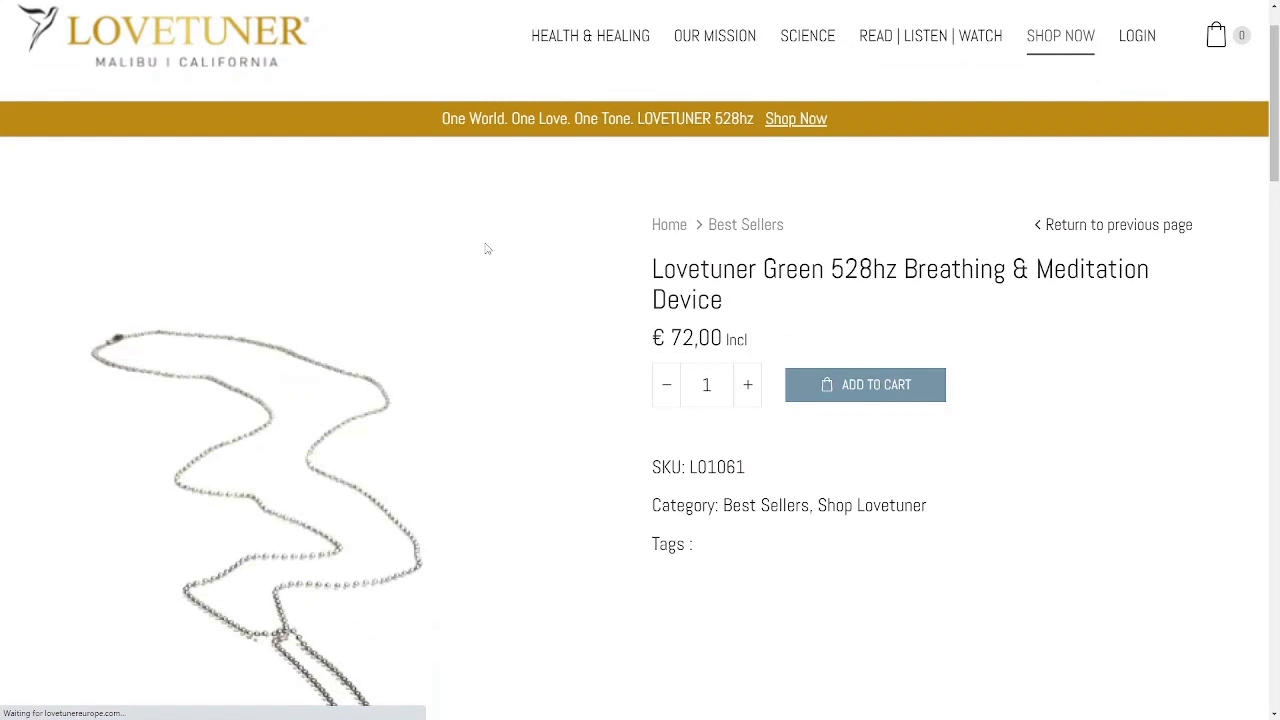 LOVETUNER®
MALIBU | CALIFORNIA
HEALTH & HEALING OUR MISSION SCIENCE READ | LISTEN | WATCH SHOP NOW LOGIN 0
One World. One Love. One Tone. LOVETUNER 528hz Shop Now
Home > Best Sellers < Return to previous page
Lovetuner Green 528hz Breathing & Meditation
Device
€ 72,00 Incl
− 1 + ADD TO CART
SKU: L01061
Category: Best Sellers, Shop Lovetuner
Tags :
Waiting for lovetunereurope.com...